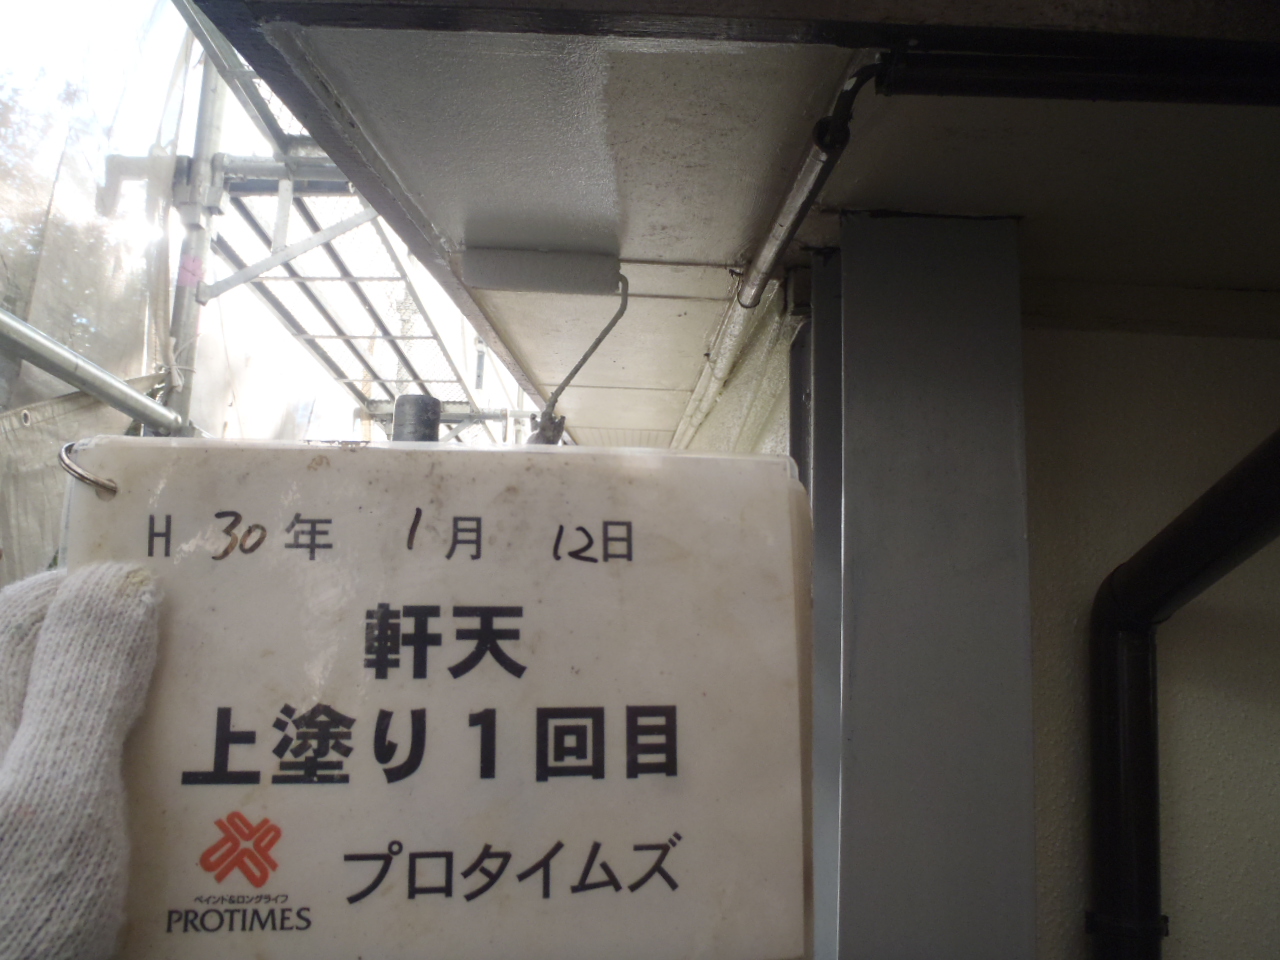 H 30年 1月 12日
軒天
上塗り1回目
ペイント&ロングライフ
PROTIMES
プロタイムズ